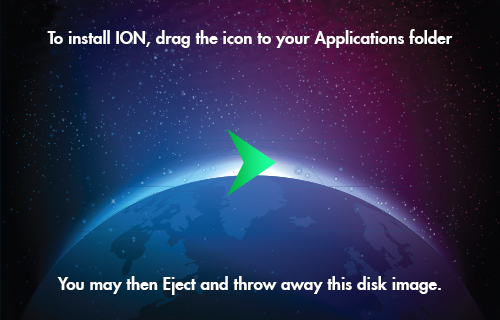 To install ION, drag the icon to your Applications folder
You may then Eject and throw away this disk image.